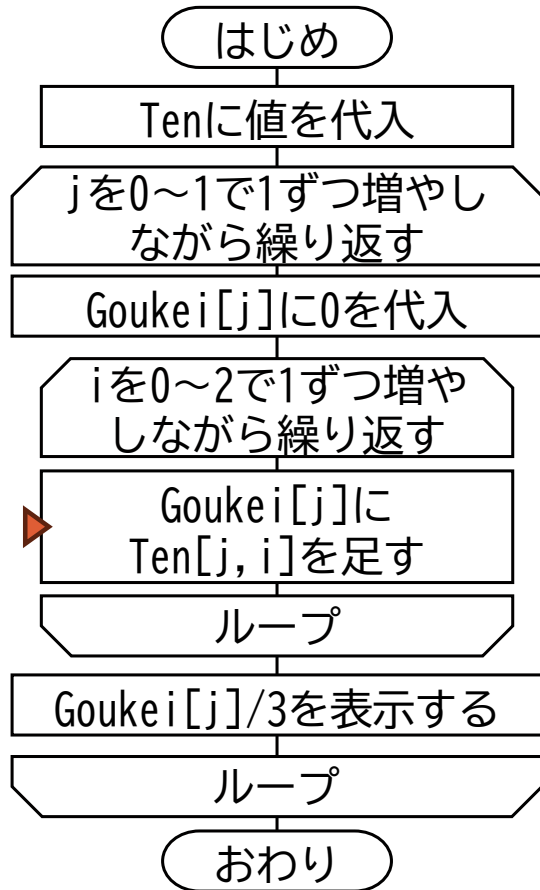 はじめ
Tenに値を代入
jを0～1で1ずつ増やし
ながら繰り返す
Goukei[j]に0を代入
iを0～2で1ずつ増や
しながら繰り返す
Goukei[j]に
Ten[j,i]を足す
ループ
Goukei[j]/3を表示する
ループ
おわり